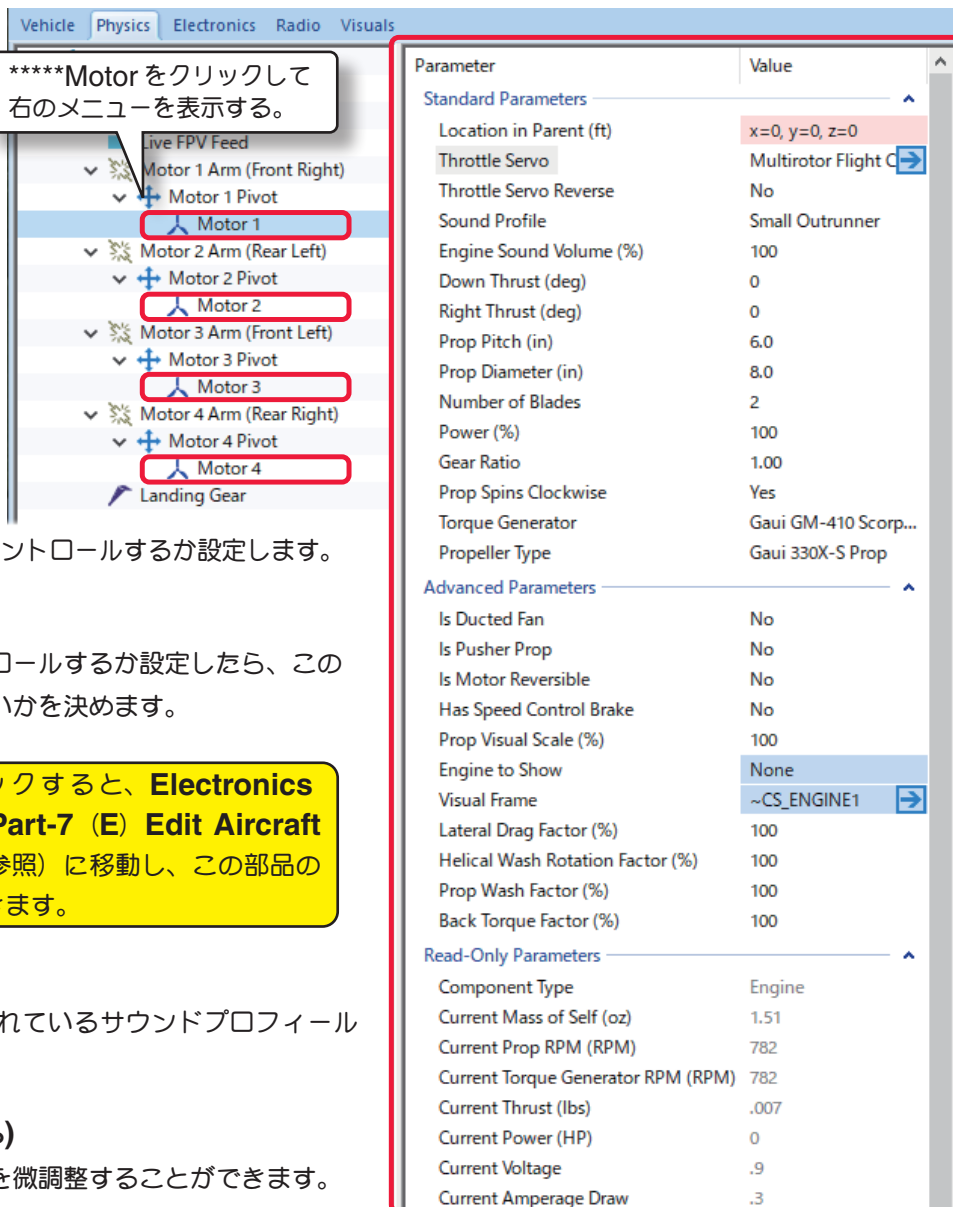 Vehicle Physics Electronics Radio Visuals
*****Motor をクリックして
右のメニューを表示する。
Live FPV Feed
Motor 1 Arm (Front Right)
Motor 1 Pivot
Motor 1
Motor 2 Arm (Rear Left)
Motor 2 Pivot
Motor 2
Motor 3 Arm (Front Left)
Motor 3 Pivot
Motor 3
Motor 4 Arm (Rear Right)
Motor 4 Pivot
Motor 4
Landing Gear
ントロールするか設定します。
ロールするか設定したら、この
いかを決めます。
ックすると、Electronics
Part-7（E）Edit Aircraft
参照）に移動し、この部品の
きます。
れているサウンドプロフィール
)
を微調整することができます。
Parameter Value
Standard Parameters
Location in Parent (ft) x=0, y=0, z=0
Throttle Servo Multirotor Flight C
Throttle Servo Reverse No
Sound Profile Small Outrunner
Engine Sound Volume (%) 100
Down Thrust (deg) 0
Right Thrust (deg) 0
Prop Pitch (in) 6.0
Prop Diameter (in) 8.0
Number of Blades 2
Power (%) 100
Gear Ratio 1.00
Prop Spins Clockwise Yes
Torque Generator Gaui GM-410 Scorp...
Propeller Type Gaui 330X-S Prop
Advanced Parameters
Is Ducted Fan No
Is Pusher Prop No
Is Motor Reversible No
Has Speed Control Brake No
Prop Visual Scale (%) 100
Engine to Show None
Visual Frame ~CS_ENGINE1
Lateral Drag Factor (%) 100
Helical Wash Rotation Factor (%) 100
Prop Wash Factor (%) 100
Back Torque Factor (%) 100
Read-Only Parameters
Component Type Engine
Current Mass of Self (oz) 1.51
Current Prop RPM (RPM) 782
Current Torque Generator RPM (RPM) 782
Current Thrust (lbs) .007
Current Power (HP) 0
Current Voltage .9
Current Amperage Draw .3